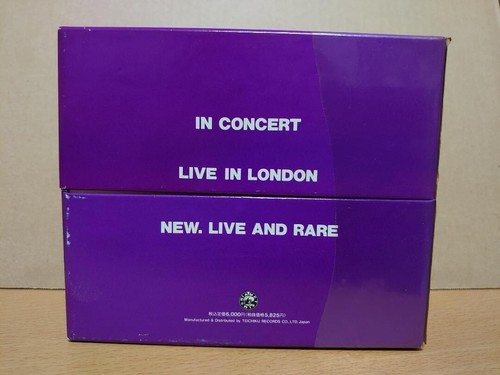 IN CONCERT
LIVE IN LONDON
NEW. LIVE AND RARE
税込定価6,000円(税抜価格5,825円)
Manufactured & Distributed by TEICHIKU RECORDS CO.,LTD.Japan